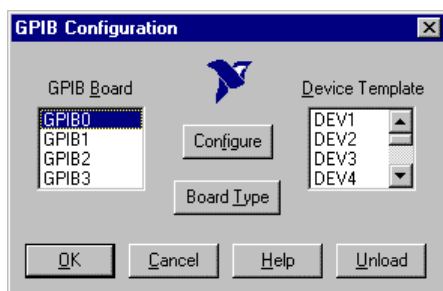 GPIB Configuration
GPIB Board
Device Template
GPIB0
GPIB1
GPIB2
GPIB3
Configure
Board Type
DEV1
DEV2
DEV3
DEV4
OK
Cancel
Help
Unload